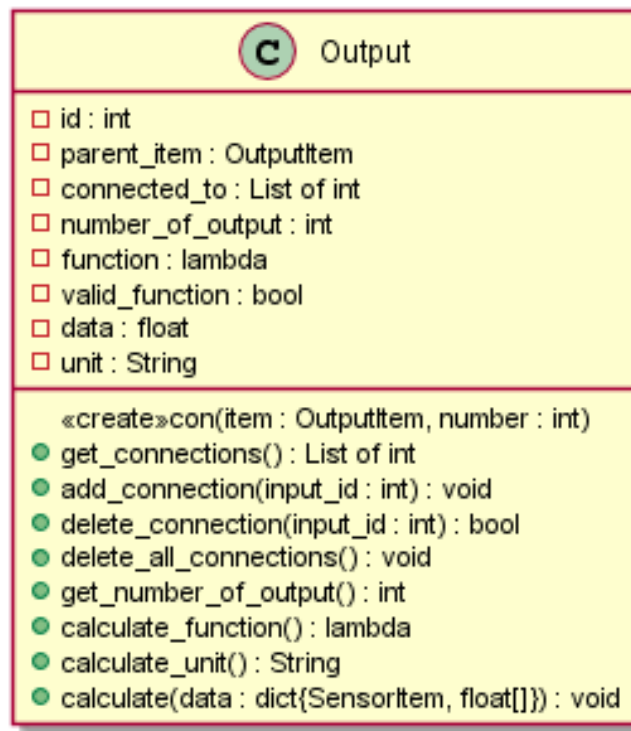 C Output
id : int
parent_item : OutputItem
connected_to : List of int
number_of_output : int
function : lambda
valid_function : bool
data : float
unit : String
«create»con(item : OutputItem, number : int)
get_connections() : List of int
add_connection(input_id : int) : void
delete_connection(input_id : int) : bool
delete_all_connections() : void
get_number_of_output() : int
calculate_function() : lambda
calculate_unit() : String
calculate(data : dict{SensorItem, float[]}) : void